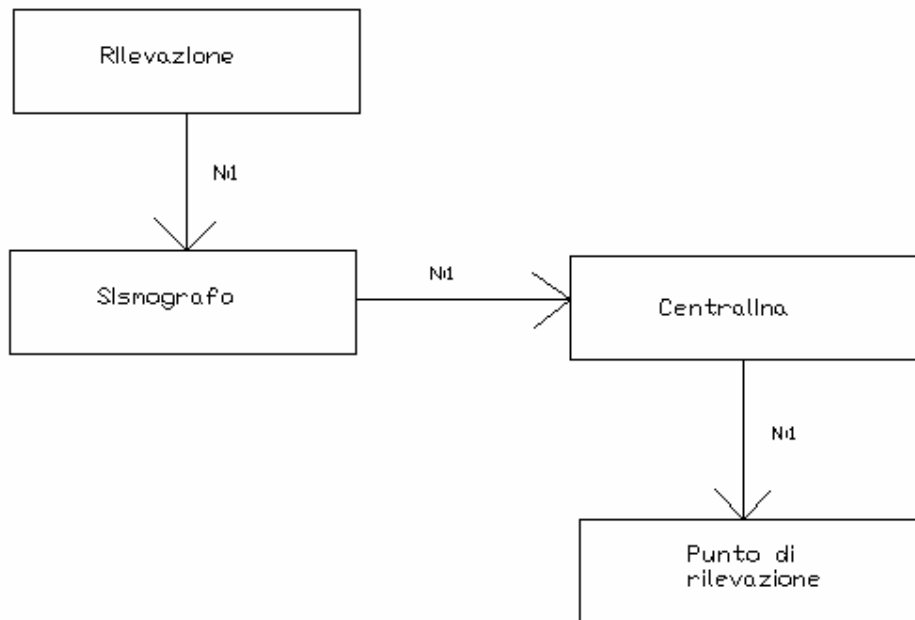 Rilevazione
N:1
Sismografo
N:1
Centralina
N:1
Punto di
rilevazione